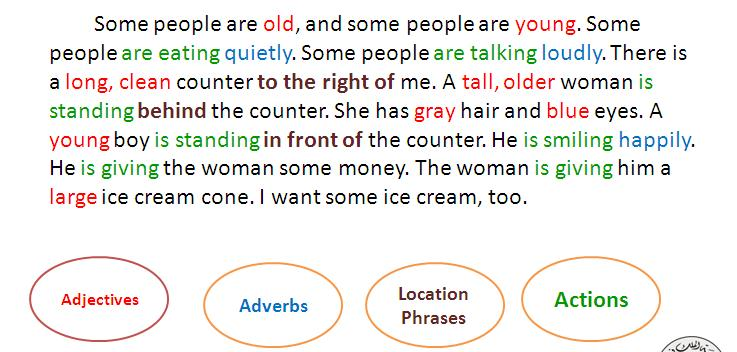 Some people are old, and some people are young. Some
people are eating quietly. Some people are talking loudly. There is
a long, clean counter to the right of me. A tall, older woman is
standing behind the counter. She has gray hair and blue eyes. A
young boy is standing in front of the counter. He is smiling happily.
He is giving the woman some money. The woman is giving him a
large ice cream cone. I want some ice cream, too.
Adjectives
Adverbs
Location
Phrases
Actions